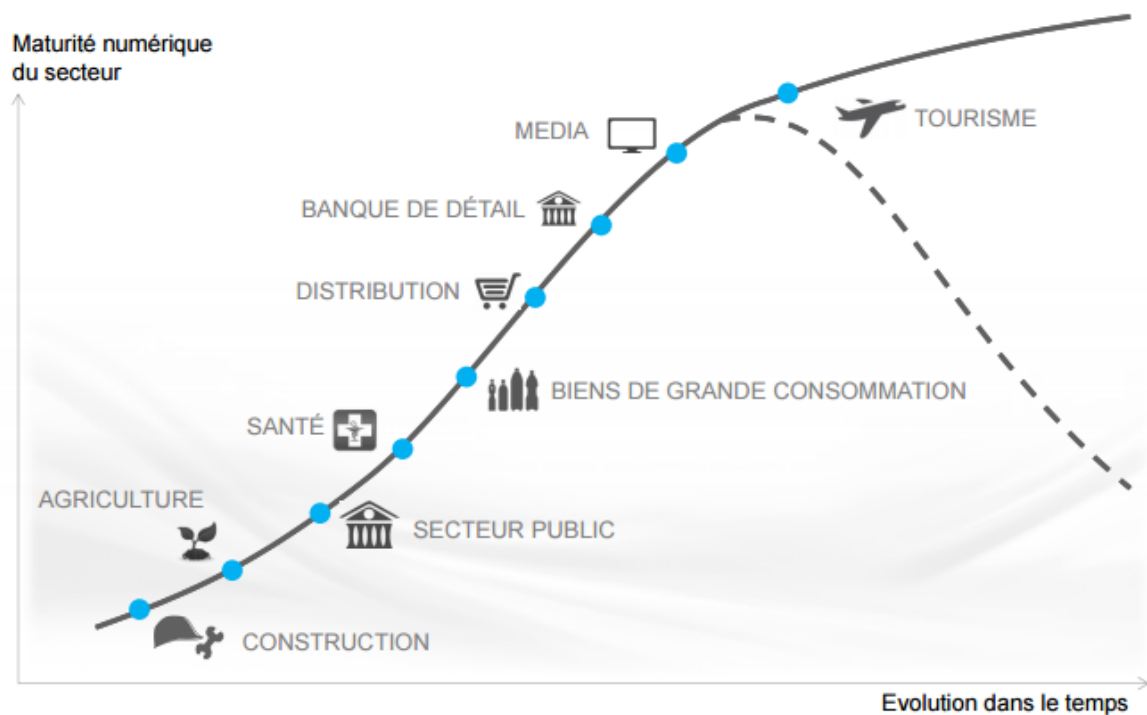 Maturité numérique
du secteur
TOURISME
MEDIA
BANQUE DE DÉTAIL
DISTRIBUTION
BIENS DE GRANDE CONSOMMATION
SANTÉ
AGRICULTURE
SECTEUR PUBLIC
CONSTRUCTION
Evolution dans le temps